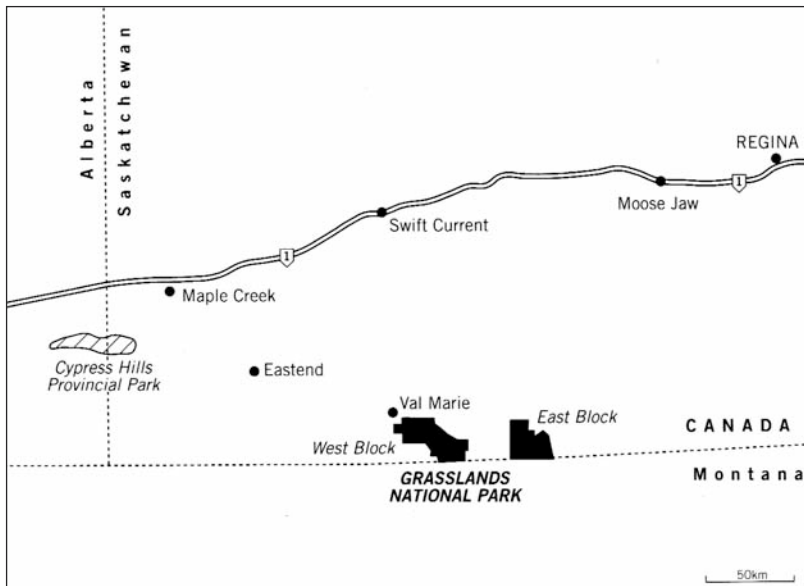 Alberta
Saskatchewan
REGINA
1
Moose Jaw
Swift Current
1
Maple Creek
Cypress Hills
Provincial Park
Eastend
Val Marie
East Block
West Block
CANADA
GRASSLANDS
NATIONAL PARK
Montana
50km